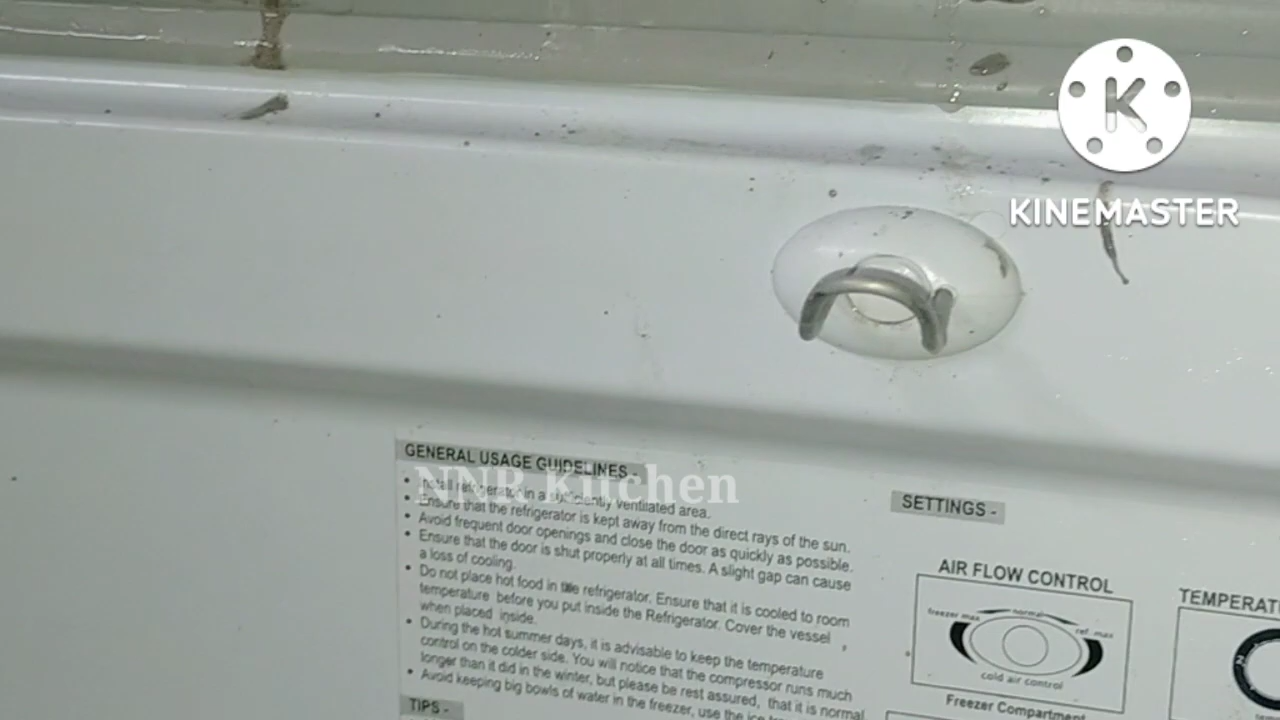 K
KINEMASTER
GENERAL USAGE GUIDELINES -
NNR Kitchen
• Install refrigerator in a sufficiently ventilated area.
• Ensure that the refrigerator is kept away from the direct rays of the sun.
• Avoid frequent door openings and close the door as quickly as possible.
• Ensure that the door is shut properly at all times. A slight gap can cause
a loss of cooling.
• Do not place hot food in the refrigerator. Ensure that it is cooled to room
temperature before you put inside the Refrigerator. Cover the vessel ,
when placed inside.
• During the hot summer days, it is advisable to keep the temperature
control on the colder side. You will notice that the compressor runs much
longer than it did in the winter, but please be rest assured, that it is normal
• Avoid keeping big bowls of water in the freezer, use the ice
TIPS -
SETTINGS -
AIR FLOW CONTROL
freezer max
normal
ref. max
cold air control
Freezer Compartment
TEMPERAT